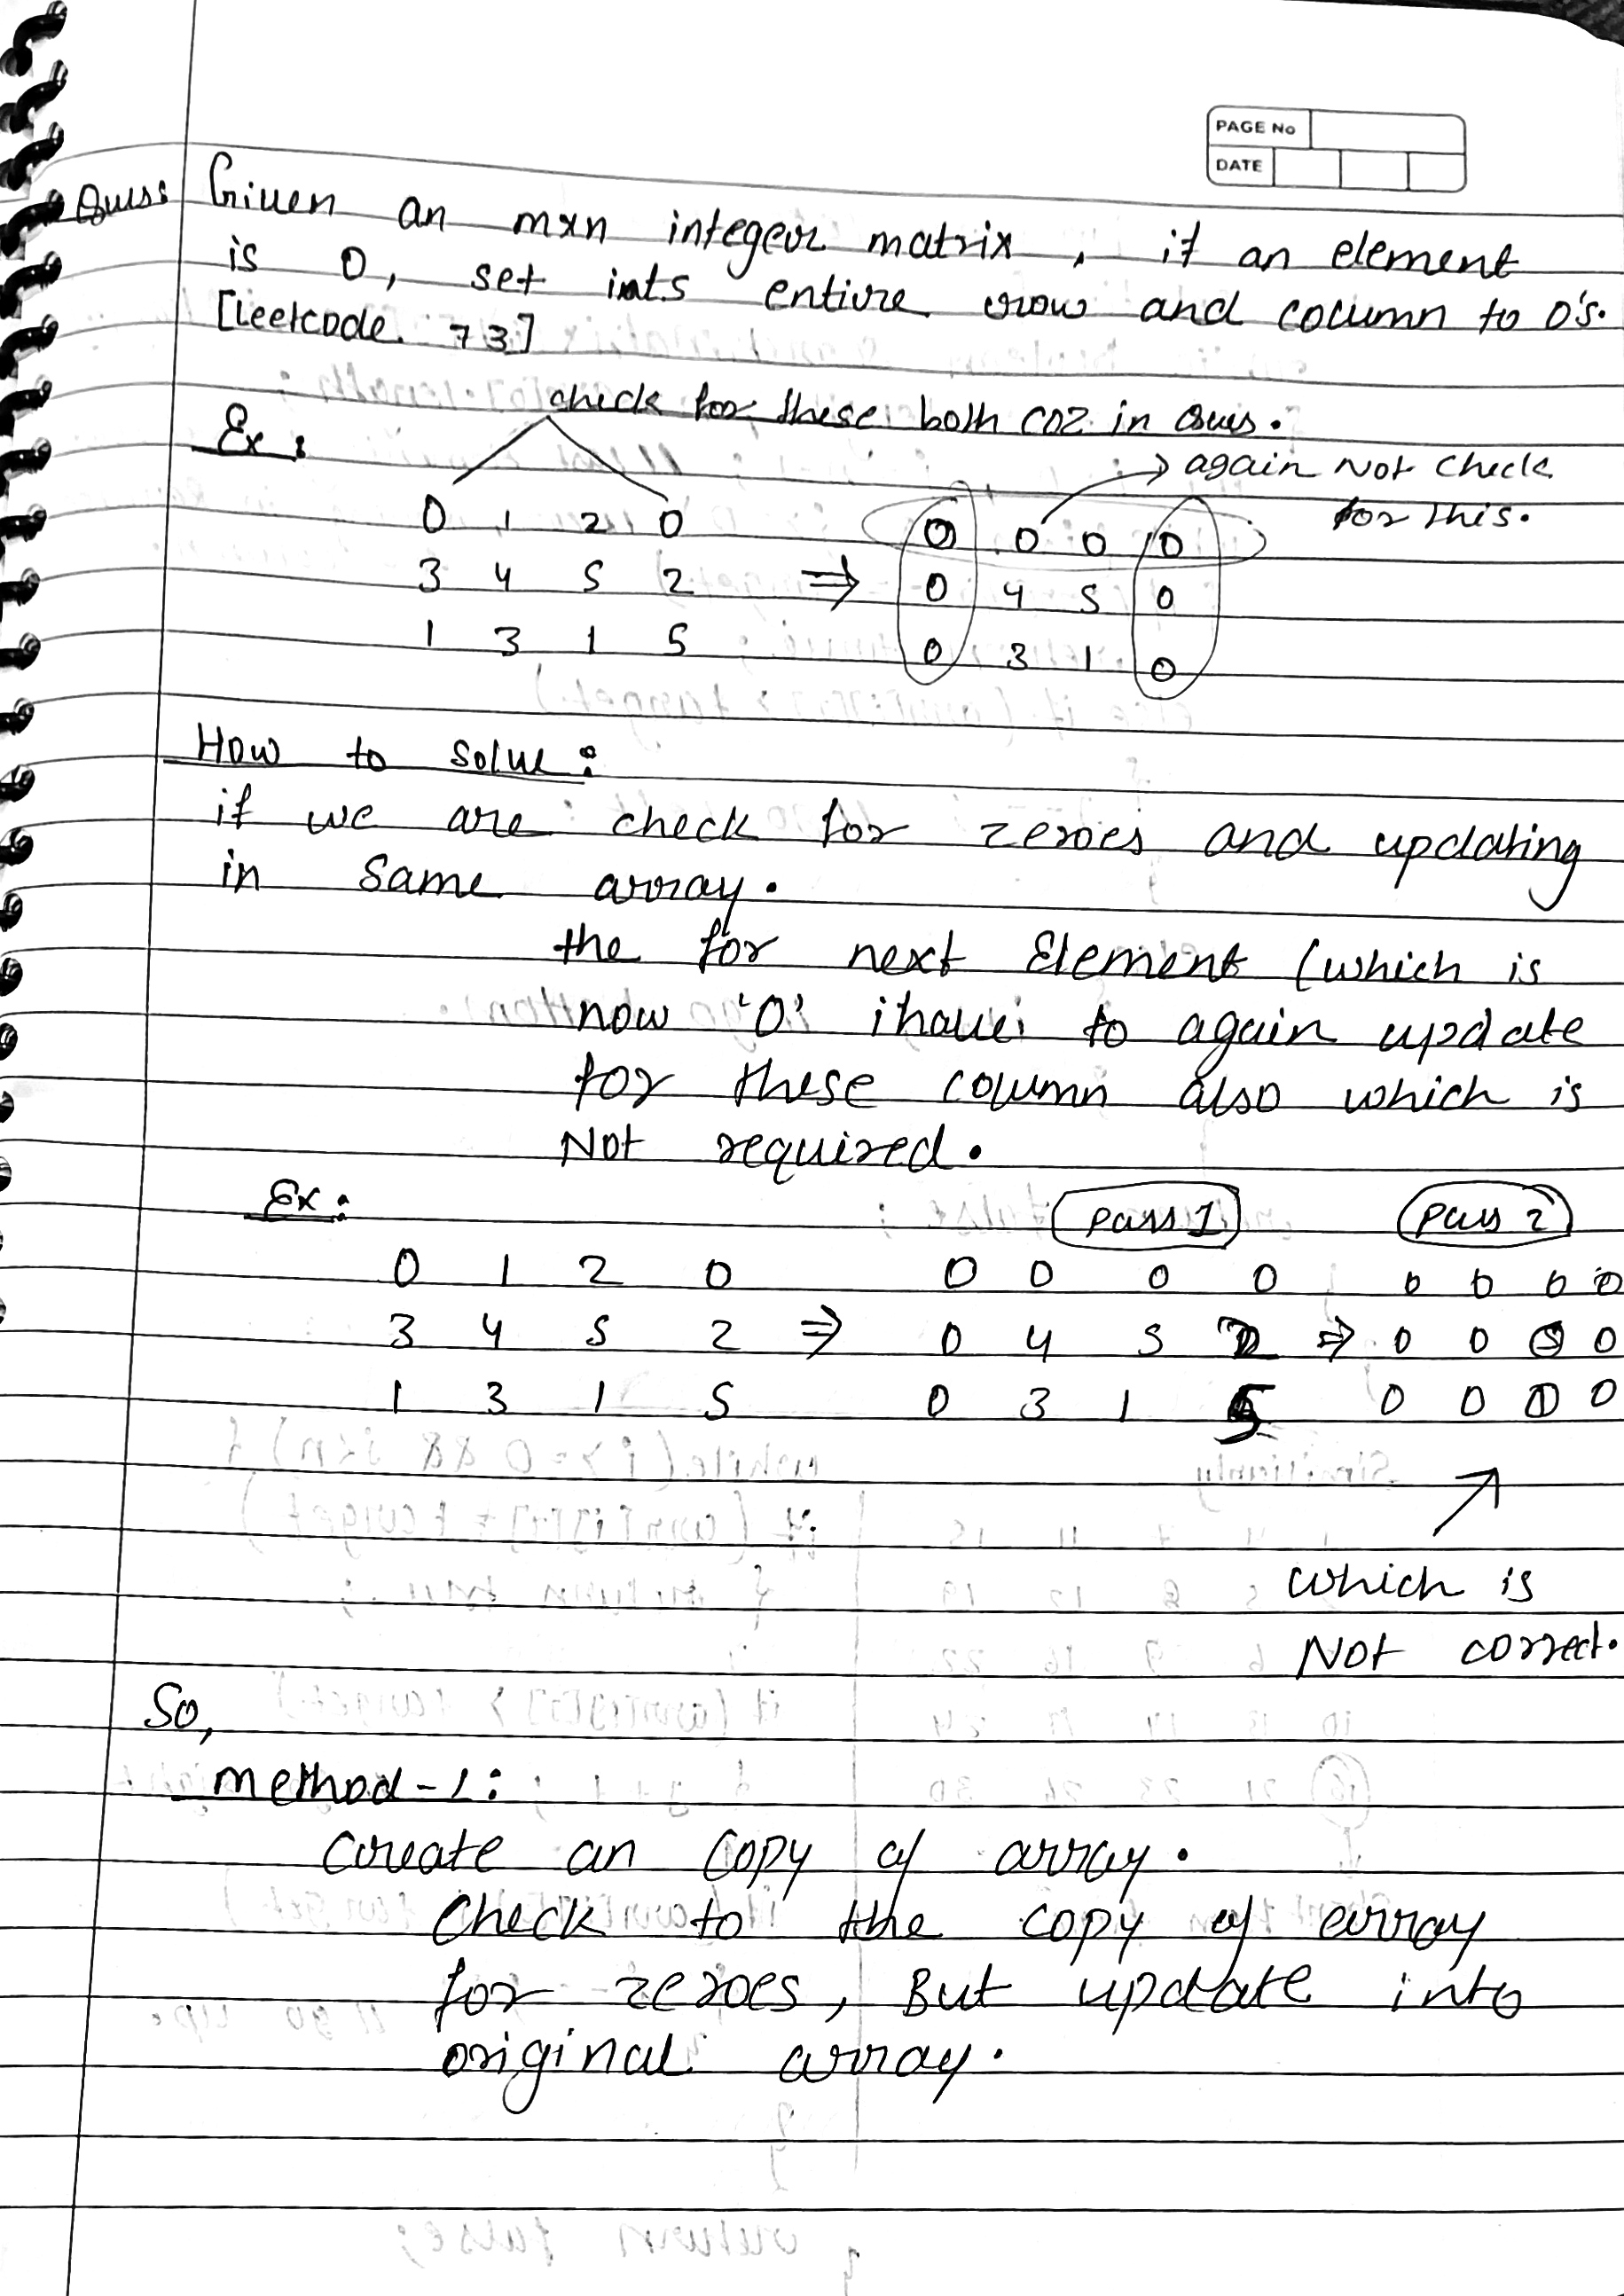 PAGE No
DATE
Ques: Given an mxn integer matrix, if an element
is 0, set its entire row and column to 0's.
[leetcode 73]
check for these both coz in Ques.
Ex:
→ again Not check
for this.
0 1 2 0 0 0 0 0
3 4 5 2 ⇒ 0 4 5 0
1 3 1 5 0 3 1 0
How to solve:
if we are check for zeroes and updating
in same array.
the for next Element (which is
now '0' i have to again update
for these column also which is
Not required.
Ex: pass 1 pass 2
0 1 2 0 0 0 0 0 0 0 0 0
3 4 5 2 ⇒ 0 4 5 2 ⇒ 0 0 0 0
1 3 1 5 0 3 1 5 0 0 0 0
which is
Not correct.
So,
method-1:
Create an copy of array.
Check to the copy of array
for zeroes, But update into
original array.